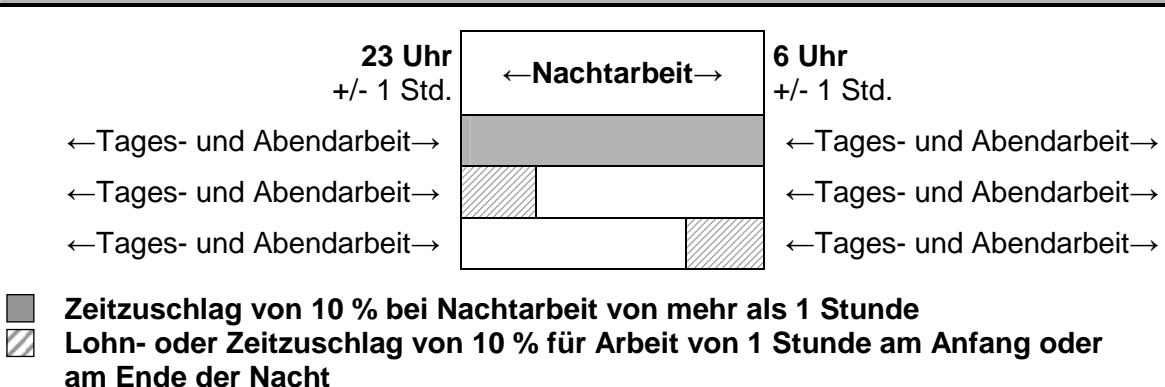 23 Uhr
+/- 1 Std.
←Nachtarbeit→
6 Uhr
+/- 1 Std.
←Tages- und Abendarbeit→ ←Tages- und Abendarbeit→
←Tages- und Abendarbeit→ ←Tages- und Abendarbeit→
←Tages- und Abendarbeit→ ←Tages- und Abendarbeit→
Zeitzuschlag von 10 % bei Nachtarbeit von mehr als 1 Stunde
Lohn- oder Zeitzuschlag von 10 % für Arbeit von 1 Stunde am Anfang oder
am Ende der Nacht